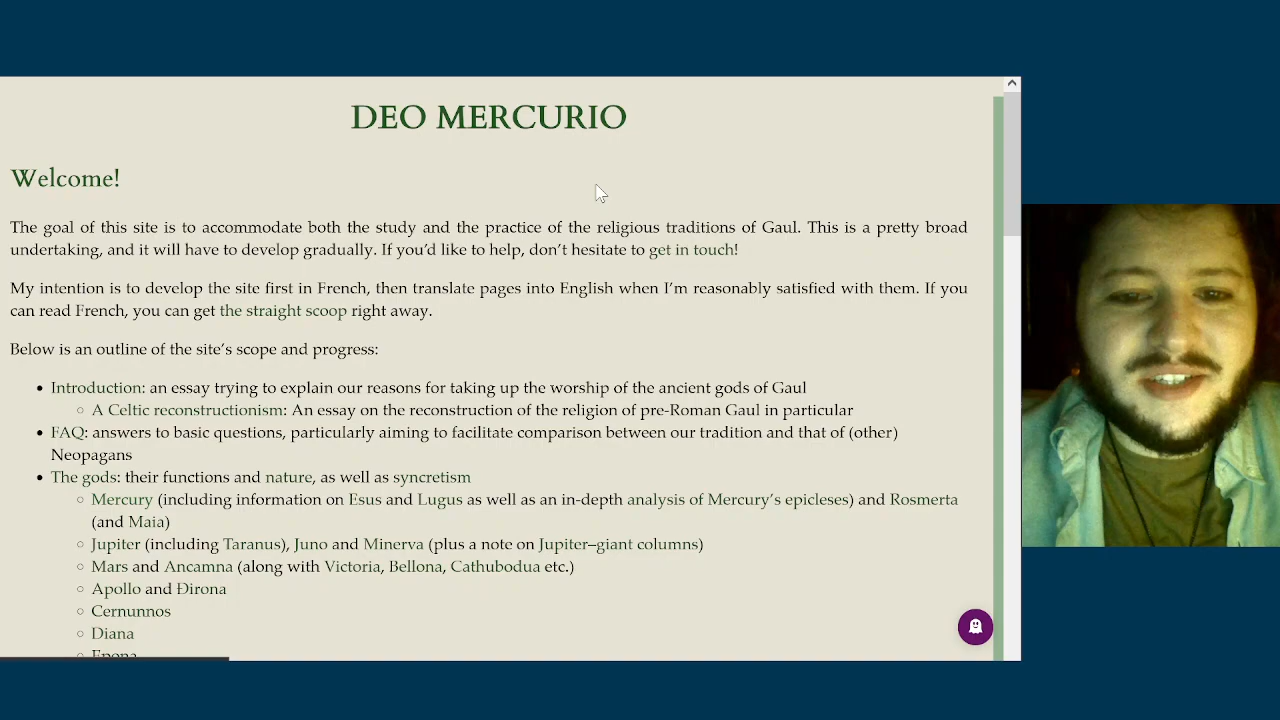 DEO MERCURIO
Welcome!
The goal of this site is to accommodate both the study and the practice of the religious traditions of Gaul. This is a pretty broad
undertaking, and it will have to develop gradually. If you’d like to help, don’t hesitate to get in touch!
My intention is to develop the site first in French, then translate pages into English when I’m reasonably satisfied with them. If you
can read French, you can get the straight scoop right away.
Below is an outline of the site’s scope and progress:
• Introduction: an essay trying to explain our reasons for taking up the worship of the ancient gods of Gaul
◦ A Celtic reconstructionism: An essay on the reconstruction of the religion of pre-Roman Gaul in particular
• FAQ: answers to basic questions, particularly aiming to facilitate comparison between our tradition and that of (other)
Neopagans
• The gods: their functions and nature, as well as syncretism
◦ Mercury (including information on Esus and Lugus as well as an in-depth analysis of Mercury’s epicleses) and Rosmerta
(and Maia)
◦ Jupiter (including Taranus), Juno and Minerva (plus a note on Jupiter–giant columns)
◦ Mars and Ancamna (along with Victoria, Bellona, Cathubodua etc.)
◦ Apollo and Đirona
◦ Cernunnos
◦ Diana
◦ Epona